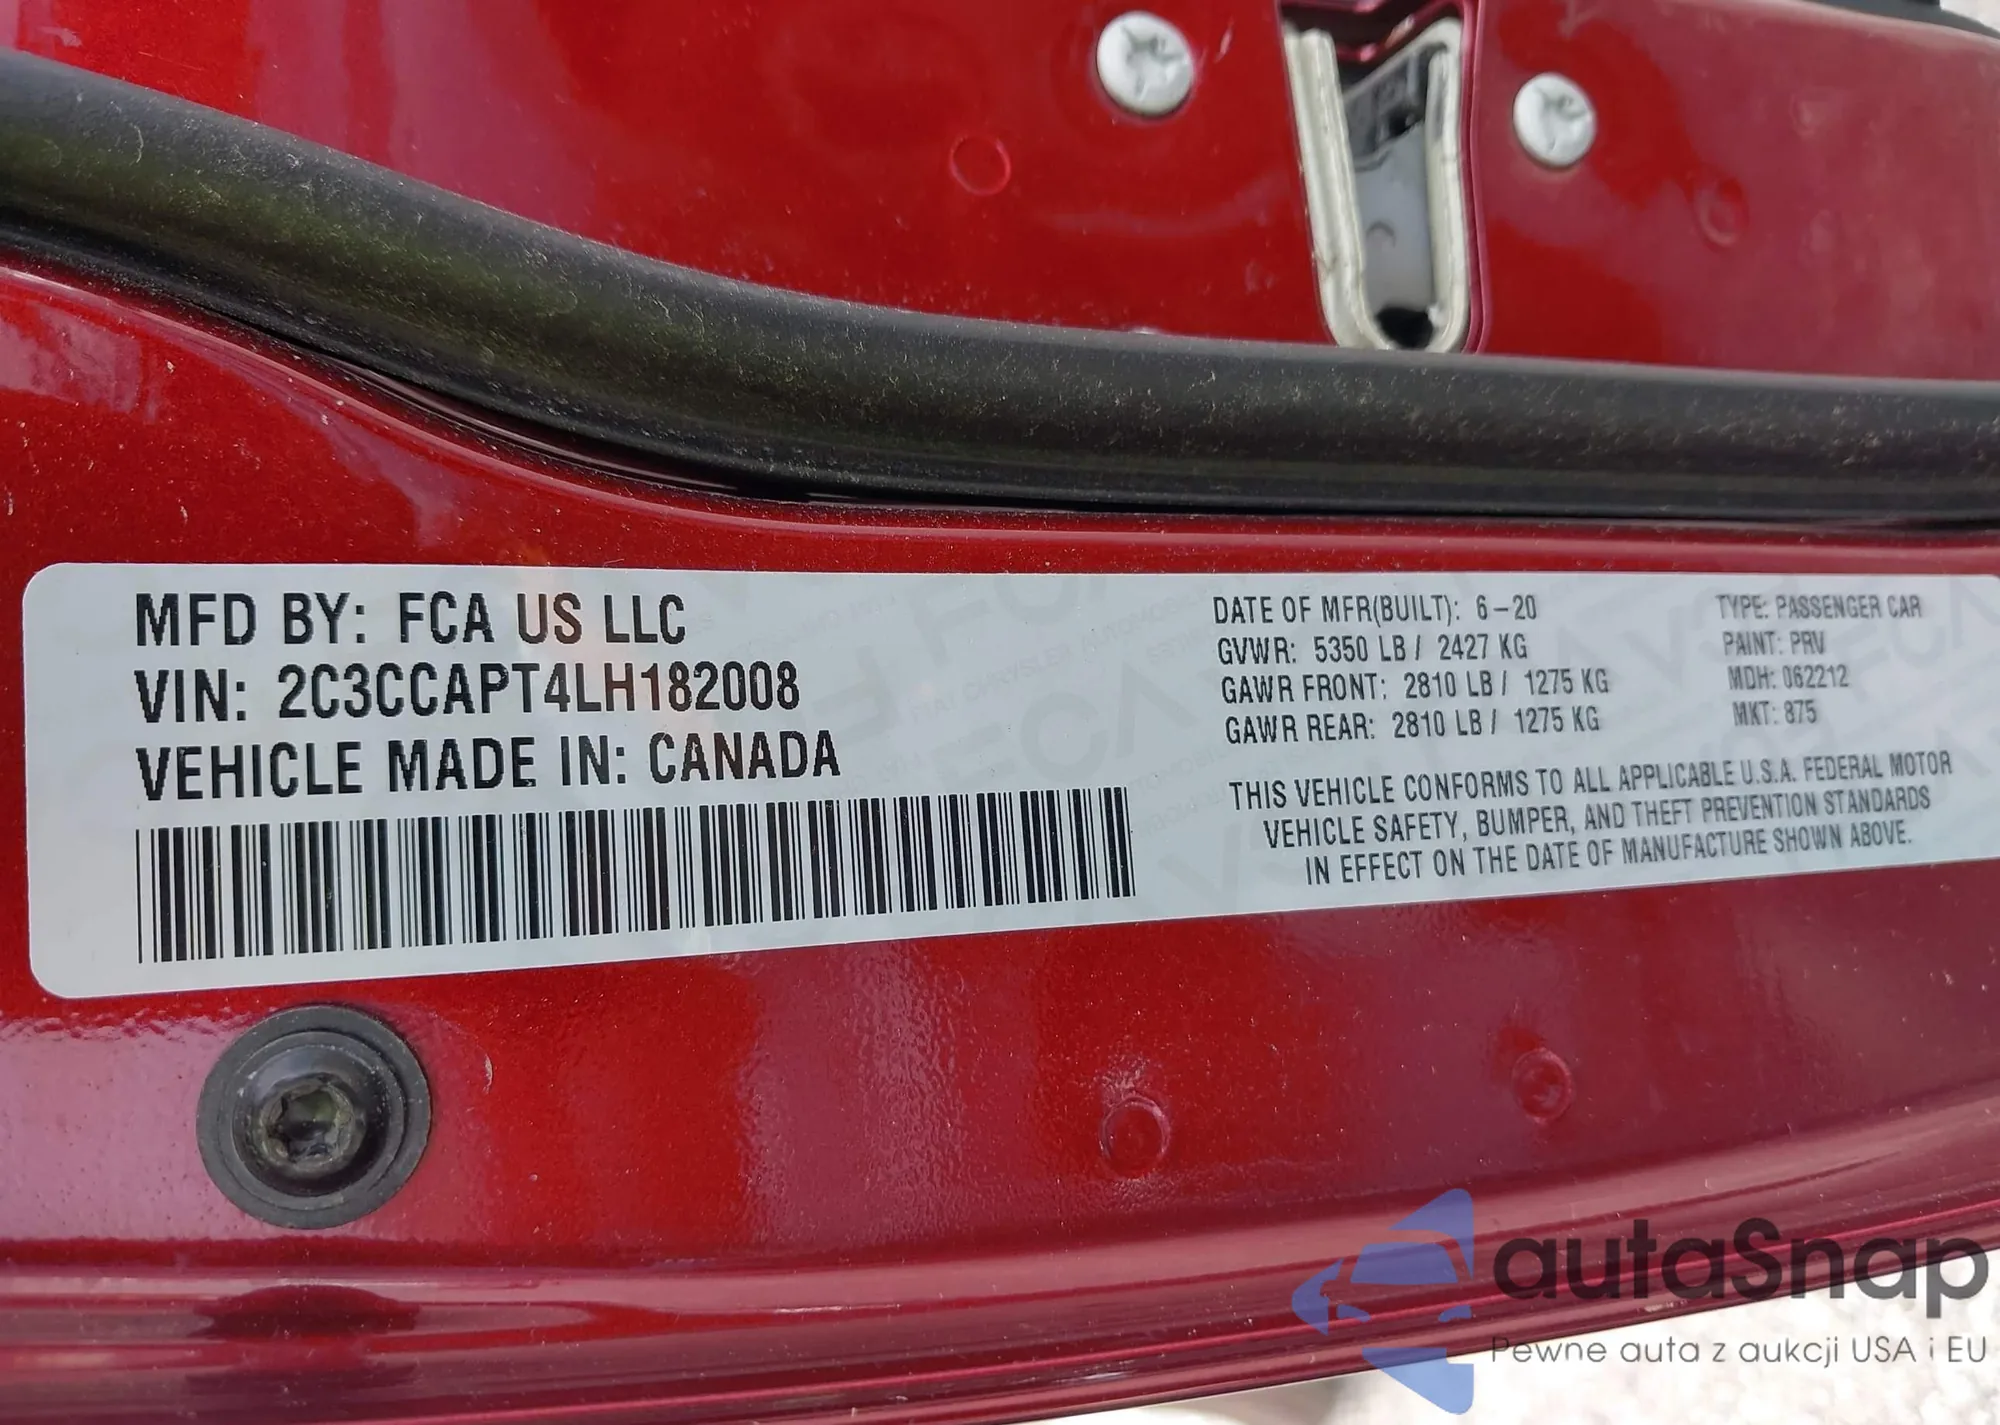 MFD BY: FCA US LLC
VIN: 2C3CCAPT4LH182008
VEHICLE MADE IN: CANADA
DATE OF MFR(BUILT): 6-20
GVWR: 5350 LB / 2427 KG
GAWR FRONT: 2810 LB / 1275 KG
GAWR REAR: 2810 LB / 1275 KG
TYPE: PASSENGER CAR
PAINT: PRV
MDH: 062212
MKT: 875
THIS VEHICLE CONFORMS TO ALL APPLICABLE U.S.A. FEDERAL MOTOR
VEHICLE SAFETY, BUMPER, AND THEFT PREVENTION STANDARDS
IN EFFECT ON THE DATE OF MANUFACTURE SHOWN ABOVE.
autaSnap
Pewne auta z aukcji USA i EU